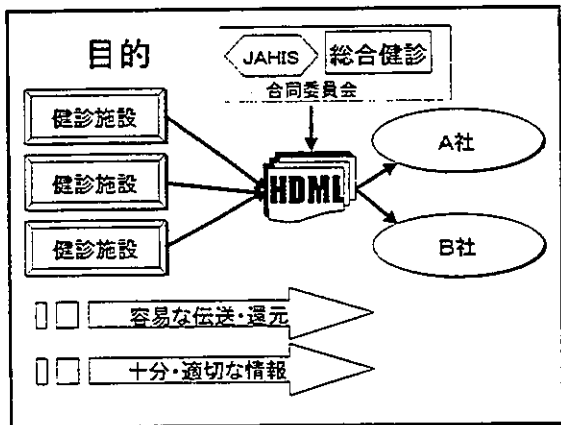 目的
JAHIS 総合健診
合同委員会
健診施設
健診施設
健診施設
HDML
A社
B社
容易な伝送・還元
十分・適切な情報